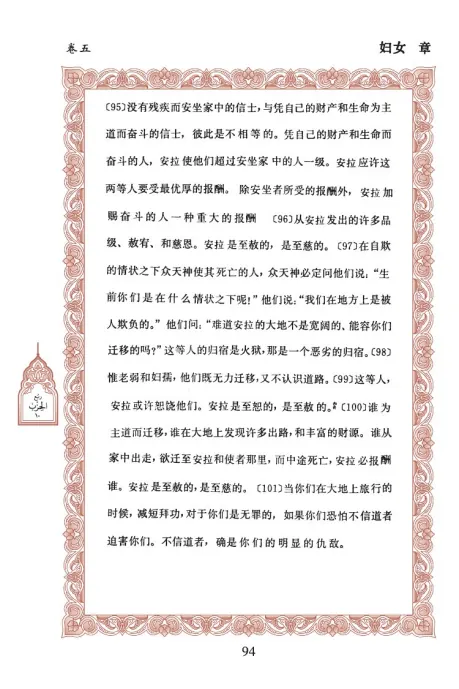 卷五
妇女 章
〔95〕没有残疾而安坐家中的信士，与凭自己的财产和生命为主
道而奋斗的信士，彼此是不相等的。凭自己的财产和生命而
奋斗的人，安拉使他们超过安坐家中的人一级。安拉应许这
两等人要受最优厚的报酬。除安坐者所受的报酬外，安拉加
赐奋斗的人一种重大的报酬 〔96〕从安拉发出的许多品
级、赦宥、和慈恩。安拉是至赦的，是至慈的。〔97〕在自欺
的情状之下众天神使其死亡的人，众天神必定问他们说：“生
前你们是在什么情状之下呢！”他们说：“我们在地方上是被
人欺负的。”他们问：“难道安拉的大地不是宽阔的、能容你们
迁移的吗？”这等人的归宿是火狱，那是一个恶劣的归宿。〔98〕
惟老弱和妇孺，他们既无力迁移，又不认识道路。〔99〕这等人，
安拉或许恕饶他们。安拉是至恕的，是至赦的。〔100〕谁为
主道而迁移，谁在大地上发现许多出路，和丰富的财源。谁从
家中出走，欲迁至安拉和使者那里，而中途死亡，安拉必报酬
谁。安拉是至赦的，是至慈的。〔101〕当你们在大地上旅行的
时候，减短拜功，对于你们是无罪的，如果你们恐怕不信道者
迫害你们。不信道者，确是你们的明显的仇敌。
ربع
الحزب
١٠
94